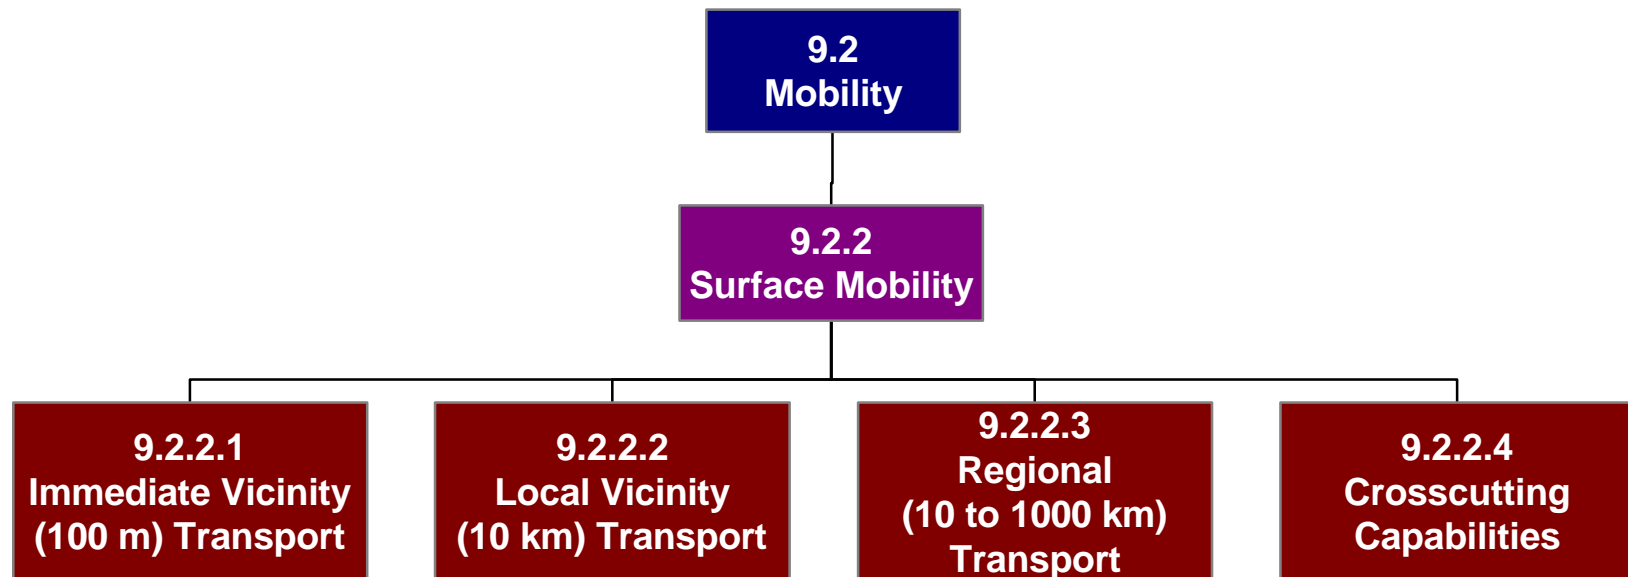 9.2
Mobility
9.2.2
Surface Mobility
9.2.2.1
Immediate Vicinity
(100 m) Transport
9.2.2.2
Local Vicinity
(10 km) Transport
9.2.2.3
Regional
(10 to 1000 km)
Transport
9.2.2.4
Crosscutting
Capabilities